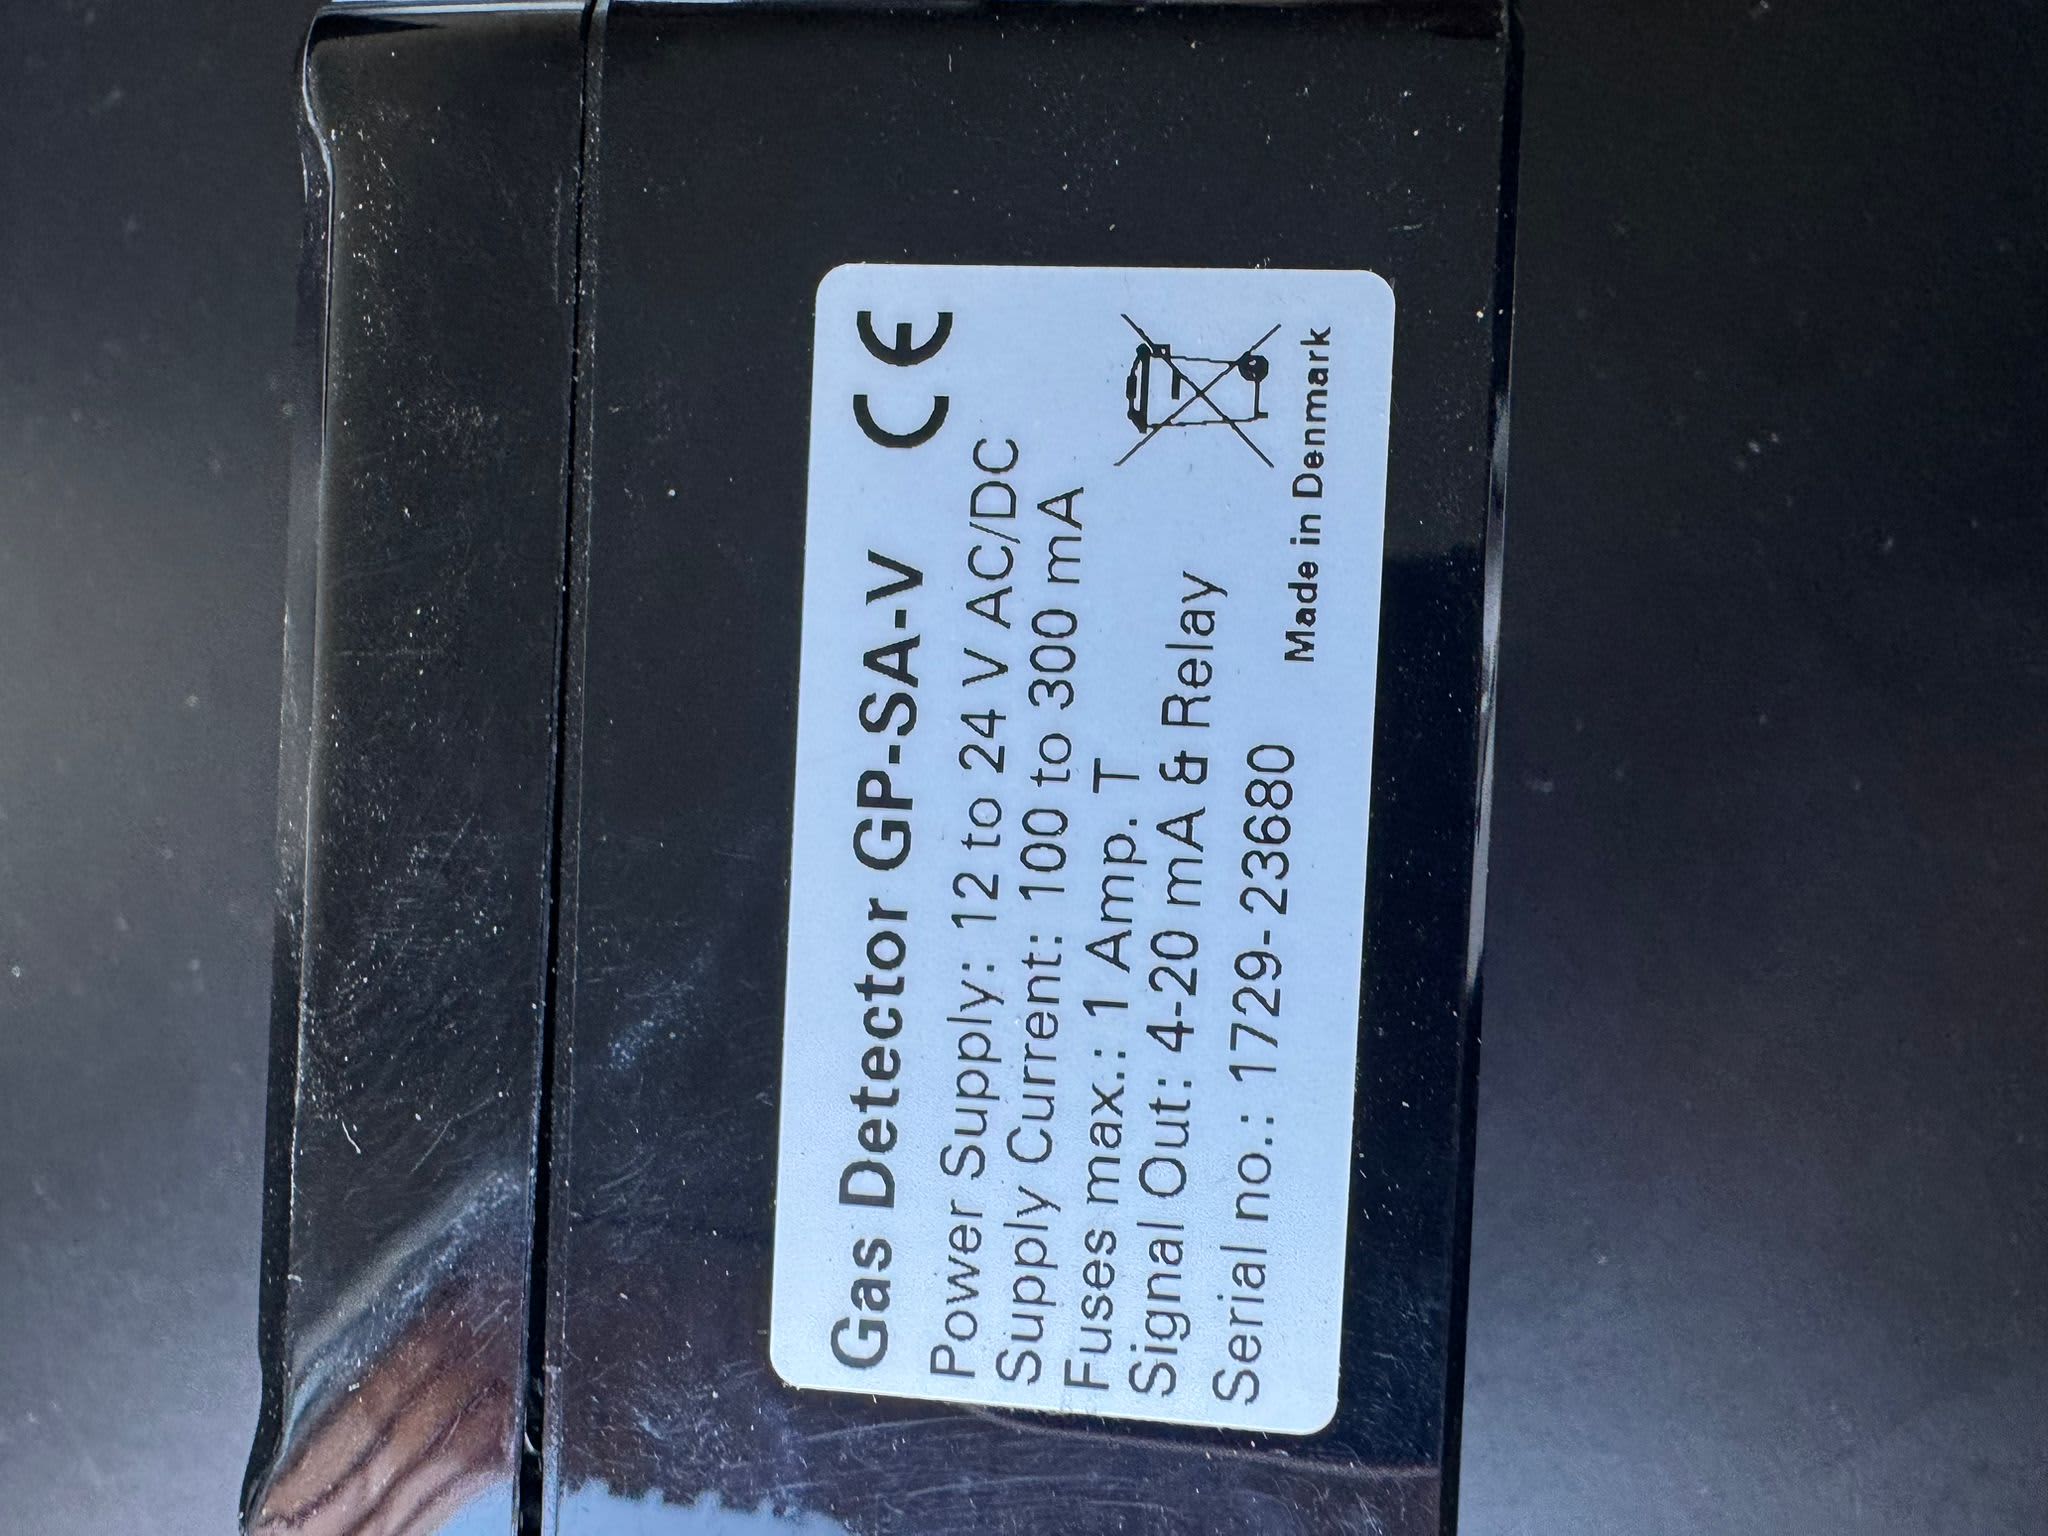 Gas Detector GP-SA-V CE
Power Supply: 12 to 24 V AC/DC
Supply Current: 100 to 300 mA
Fuses max.: 1 Amp. T
Signal Out: 4-20 mA & Relay
Serial no.: 1729-23680
Made in Denmark